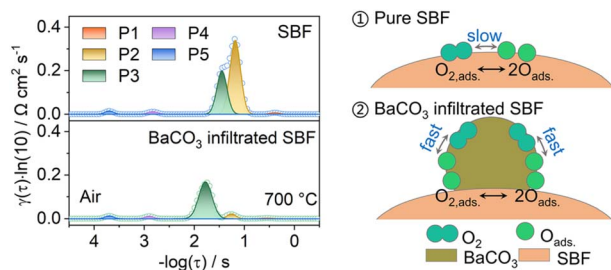 γ(τ)·ln(10) / Ω cm² s⁻¹
0.4
0.2
0.0
P1
P4
P2
P5
P3
SBF
0.4
0.2
0.0
BaCO₃ infiltrated SBF
Air
700 °C
4
3
2
1
0
-log(τ) / s
① Pure SBF
slow
O₂,ads. ↔ 2Oads.
② BaCO₃ infiltrated SBF
fast
fast
O₂,ads. ↔ 2Oads.
O₂
Oads.
BaCO₃
SBF